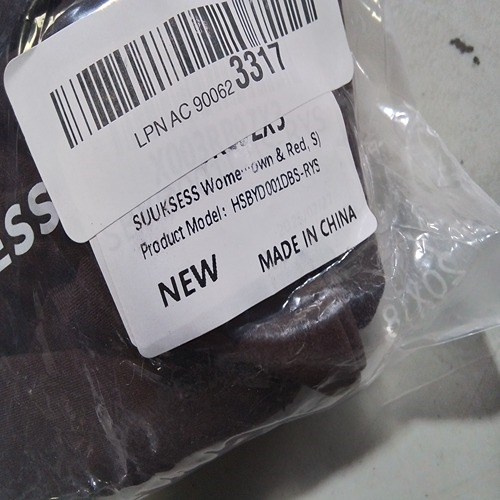 LPN AC 90062 3317
SUUKSESS Wome...own & Red, S)
Product Model: HSBYD001DBS-RYS
NEW
MADE IN CHINA
ESS